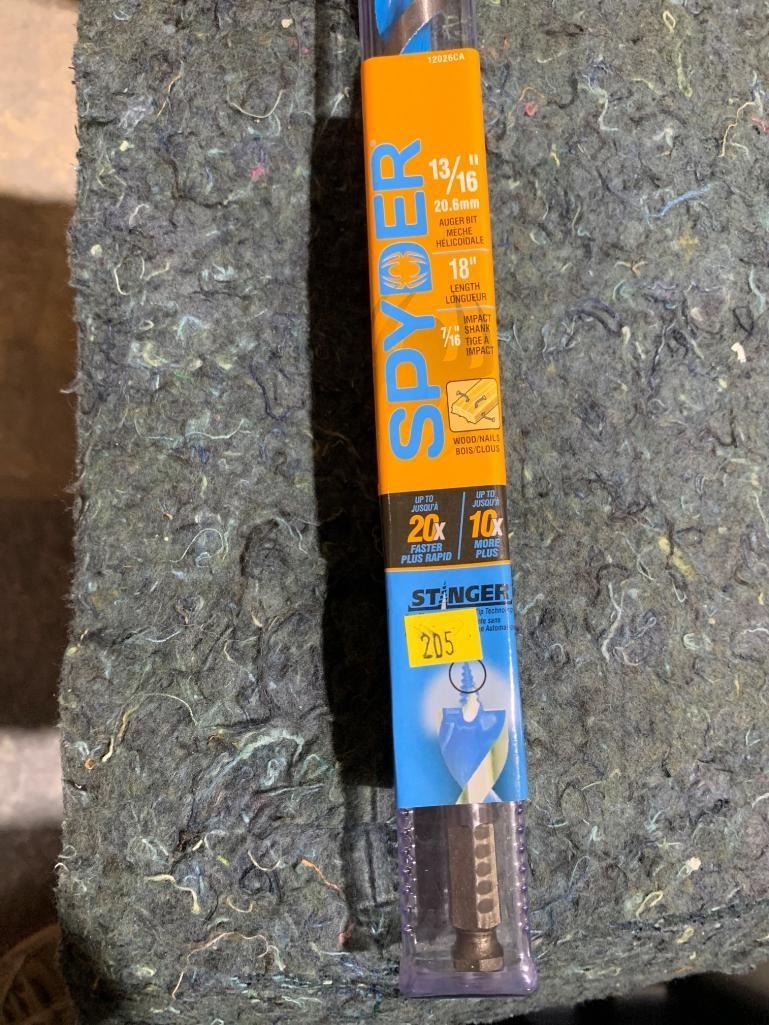 12026CA
SPYDER
13/16"
20.6mm
AUGER BIT
MECHE
HÉLICOÏDALE
18"
LENGTH
LONGUEUR
7/16"
IMPACT
SHANK
TIGE À
IMPACT
WOOD/NAILS
BOIS/CLOUS
UP TO
JUSQU'À
20X
FASTER
PLUS RAPID
UP TO
JUSQU'À
10X
MORE
PLUS
STINGER
205